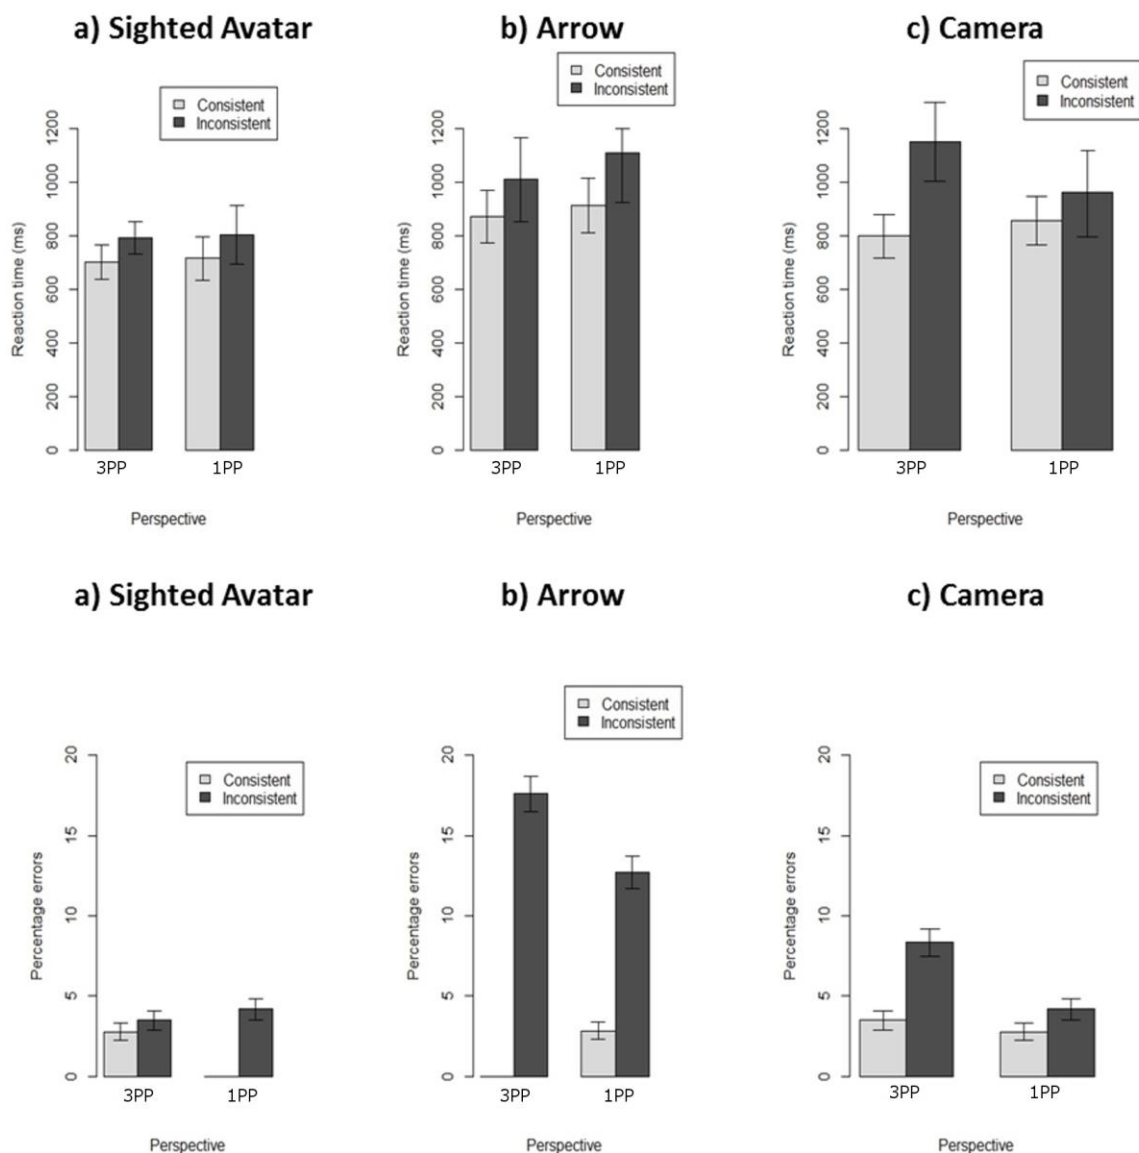 a) Sighted Avatar
b) Arrow
c) Camera
Consistent
Inconsistent
Consistent
Inconsistent
Consistent
Inconsistent
Reaction time (ms)
0
200
400
600
800
1000
1200
3PP
1PP
Perspective
Reaction time (ms)
0
200
400
600
800
1000
1200
3PP
1PP
Perspective
Reaction time (ms)
0
200
400
600
800
1000
1200
3PP
1PP
Perspective
a) Sighted Avatar
b) Arrow
c) Camera
Consistent
Inconsistent
Consistent
Inconsistent
Consistent
Inconsistent
Percentage errors
0
5
10
15
20
3PP
1PP
Perspective
Percentage errors
0
5
10
15
20
3PP
1PP
Perspective
Percentage errors
0
5
10
15
20
3PP
1PP
Perspective